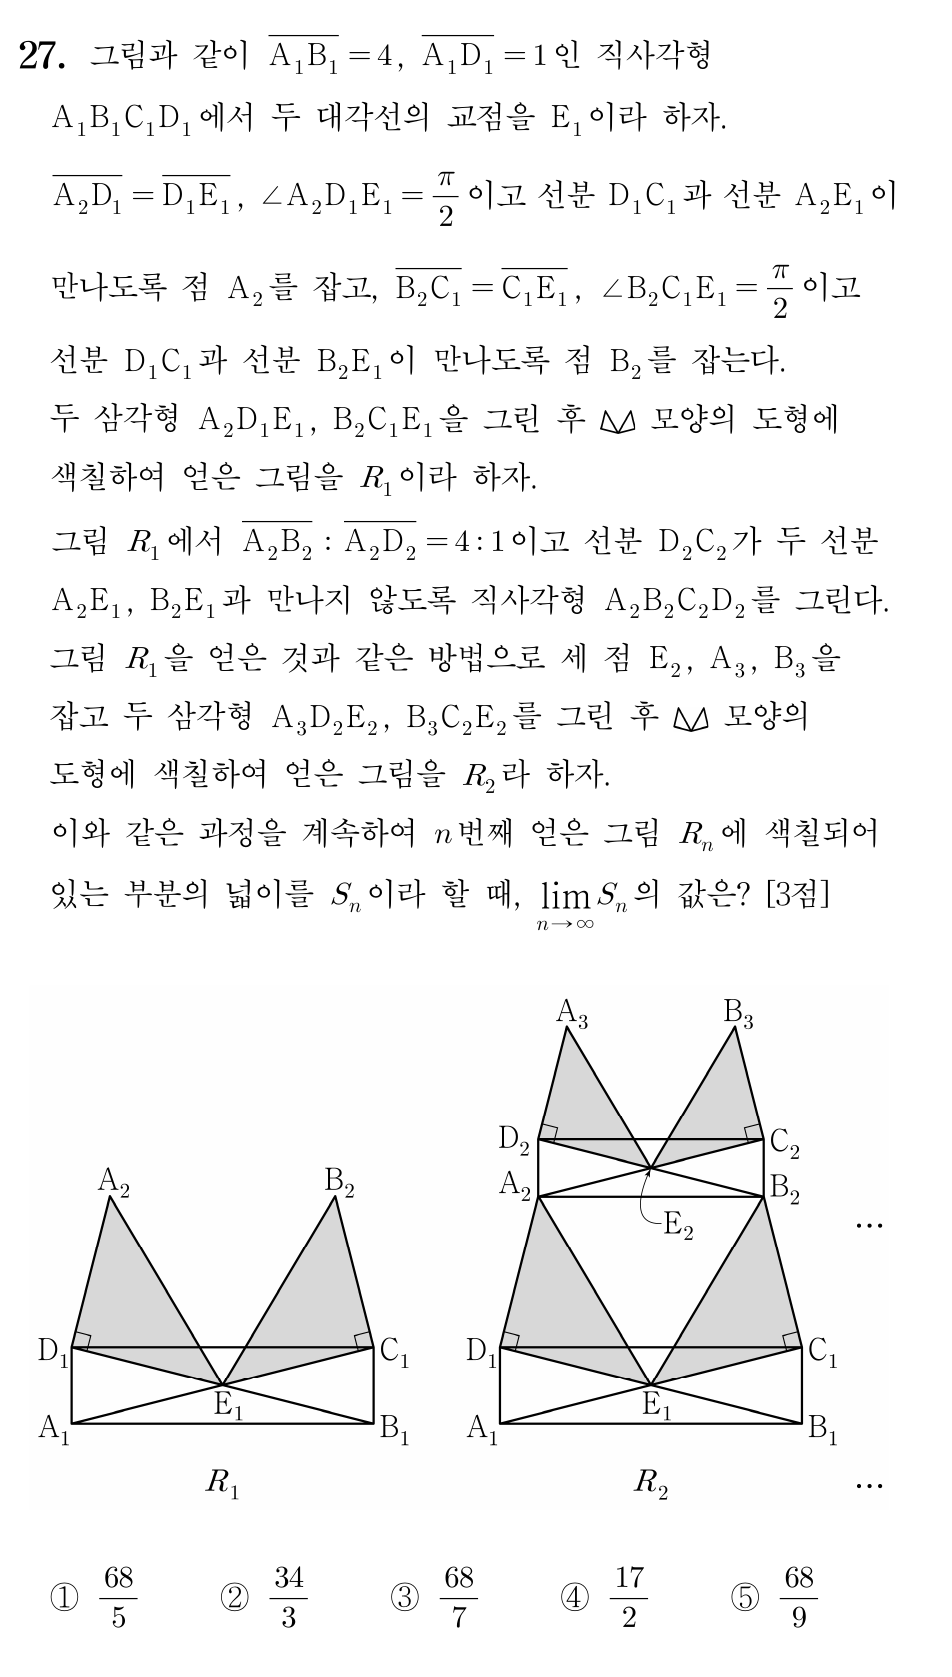 27. 그림과 같이 $\overline{A_1B_1}=4$, $\overline{A_1D_1}=1$인 직사각형
$A_1B_1C_1D_1$에서 두 대각선의 교점을 $E_1$이라 하자.
$\overline{A_2D_1}=\overline{D_1E_1}$, $\angle A_2D_1E_1=\frac{\pi}{2}$이고 선분 $D_1C_1$과 선분 $A_2E_1$이
만나도록 점 $A_2$를 잡고, $\overline{B_2C_1}=\overline{C_1E_1}$, $\angle B_2C_1E_1=\frac{\pi}{2}$이고
선분 $D_1C_1$과 선분 $B_2E_1$이 만나도록 점 $B_2$를 잡는다.
두 삼각형 $A_2D_1E_1$, $B_2C_1E_1$을 그린 후 모양의 도형에
색칠하여 얻은 그림을 $R_1$이라 하자.
그림 $R_1$에서 $\overline{A_2B_2}:\overline{A_2D_2}=4:1$이고 선분 $D_2C_2$가 두 선분
$A_2E_1$, $B_2E_1$과 만나지 않도록 직사각형 $A_2B_2C_2D_2$를 그린다.
그림 $R_1$을 얻은 것과 같은 방법으로 세 점 $E_2$, $A_3$, $B_3$을
잡고 두 삼각형 $A_3D_2E_2$, $B_3C_2E_2$를 그린 후 모양의
도형에 색칠하여 얻은 그림을 $R_2$라 하자.
이와 같은 과정을 계속하여 $n$번째 얻은 그림 $R_n$에 색칠되어
있는 부분의 넓이를 $S_n$이라 할 때, $\lim_{n\to\infty}S_n$의 값은? [3점]
$A_3$ $B_3$
$D_2$ $C_2$
$A_2$ $B_2$ $A_2$ $B_2$
$E_2$ …
$D_1$ $C_1$ $D_1$ $C_1$
$E_1$ $E_1$
$A_1$ $B_1$ $A_1$ $B_1$
$R_1$ $R_2$ …
① $\frac{68}{5}$ ② $\frac{34}{3}$ ③ $\frac{68}{7}$ ④ $\frac{17}{2}$ ⑤ $\frac{68}{9}$